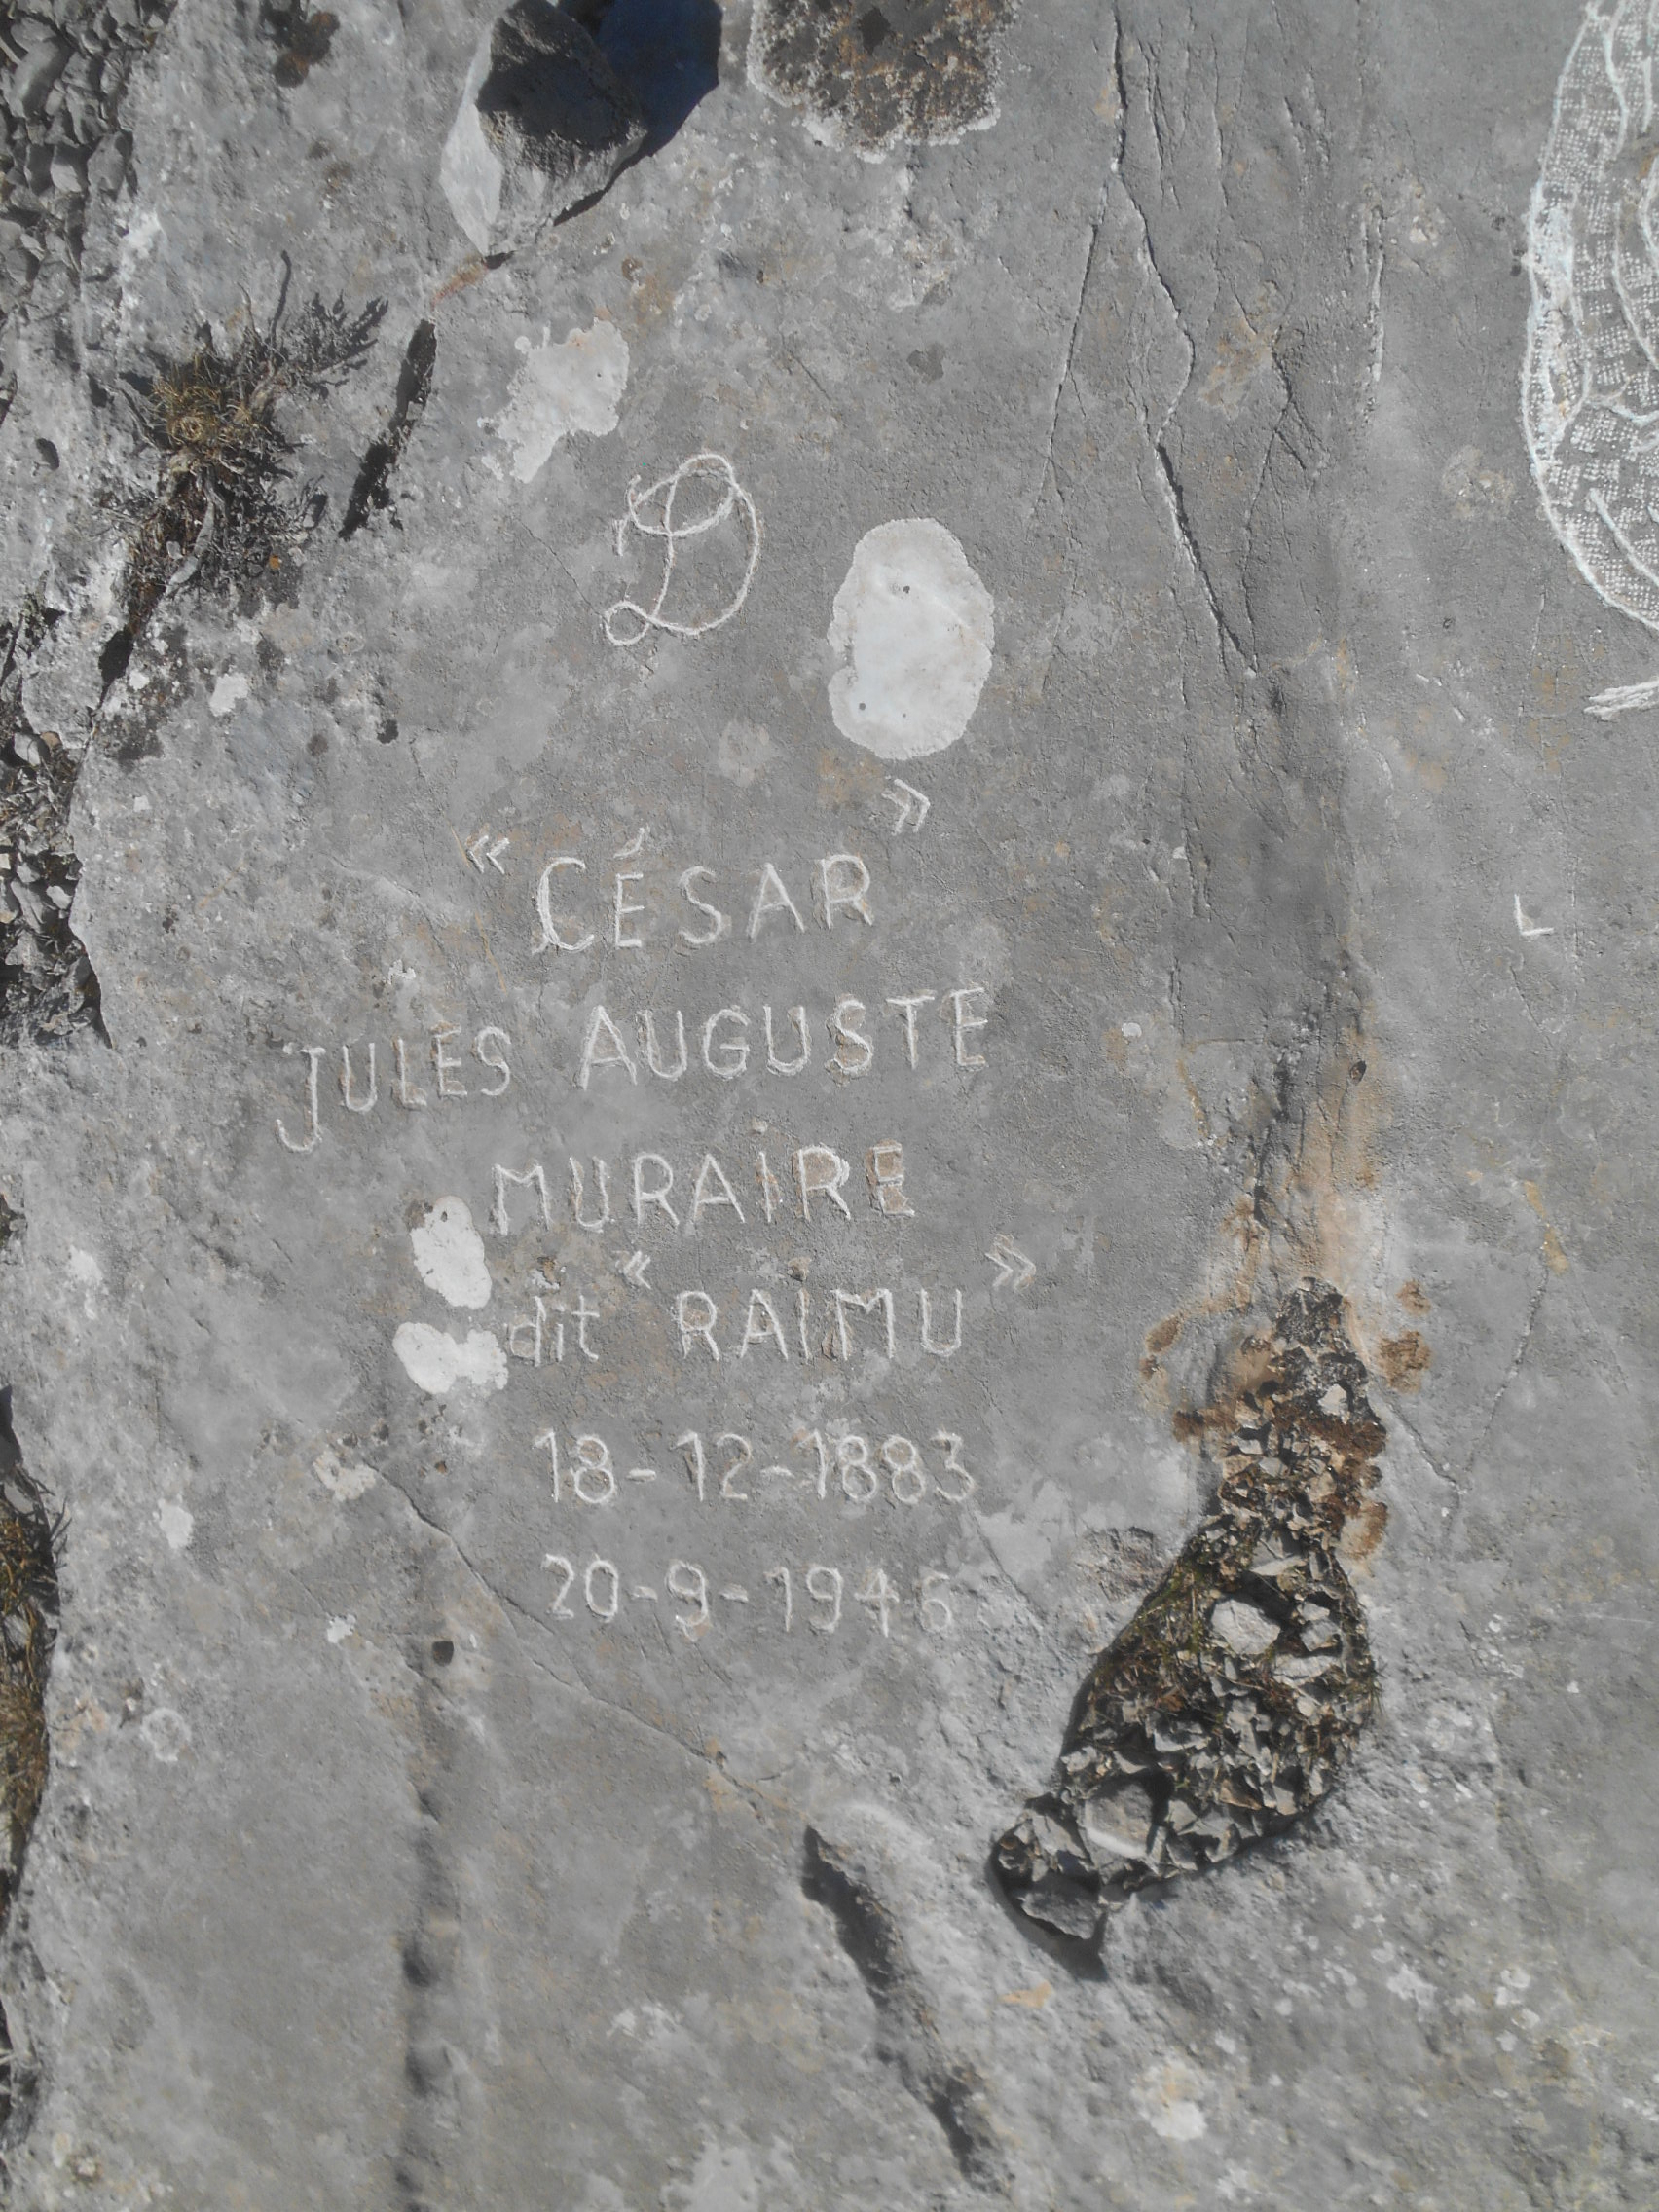 D
« CÉSAR »
JULES AUGUSTE
MURAIRE
dit « RAIMU »
18-12-1883
20-9-1946
L